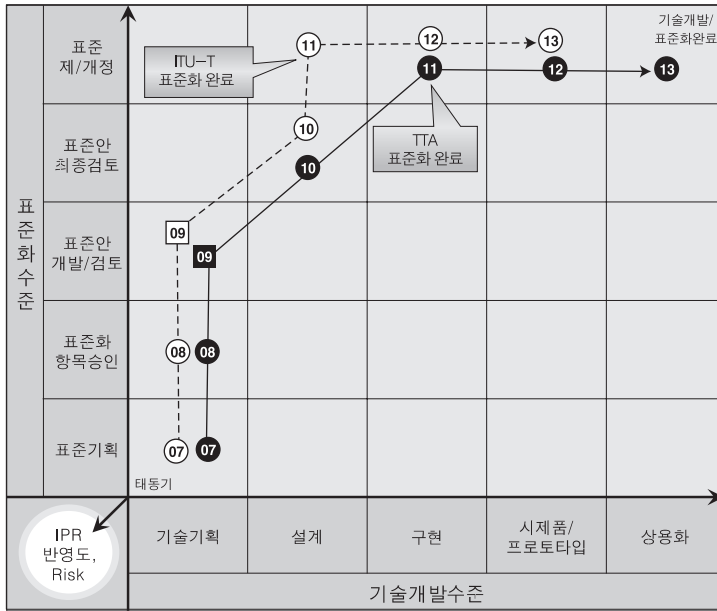 기술개발/
표준화완료
표준
제/개정
ITU-T
표준화 완료
11
12
13
11
12
13
TTA
표준화 완료
표준안
최종검토
10
10
표준화수준
표준안
개발/검토
09
09
표준화
항목승인
08
08
표준기획
07
07
태동기
IPR
반영도,
Risk
기술기획
설계
구현
시제품/
프로토타입
상용화
기술개발수준